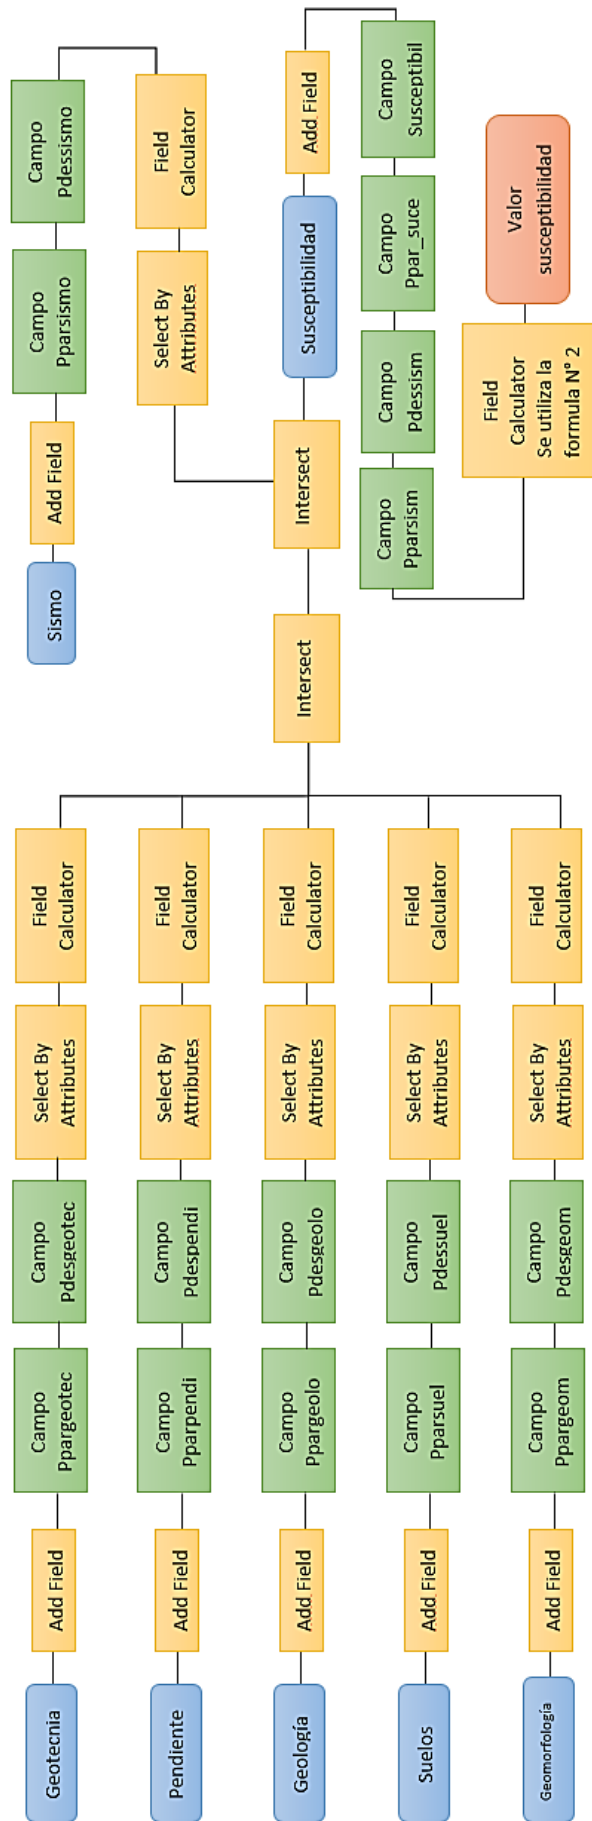 Geotecnia
Add Field
Campo
Ppargeotec
Campo
Pdesgeotec
Select By
Attributes
Field
Calculator
Pendiente
Add Field
Campo
Pparpendi
Campo
Pdespendi
Select By
Attributes
Field
Calculator
Geología
Add Field
Campo
Ppargeolo
Campo
Pdesgeolo
Select By
Attributes
Field
Calculator
Suelos
Add Field
Campo
Pparsuel
Campo
Pdessuel
Select By
Attributes
Field
Calculator
Geomorfología
Add Field
Campo
Ppargeom
Campo
Pdesgeom
Select By
Attributes
Field
Calculator
Intersect
Intersect
Sismo
Add Field
Campo
Pparsismo
Campo
Pdessismo
Field
Calculator
Select By
Attributes
Susceptibilidad
Add Field
Campo
Susceptibil
Campo
Ppar_suce
Campo
Pdessism
Campo
Pparsism
Field
Calculator
Se utiliza la
formula N° 2
Valor
susceptibilidad